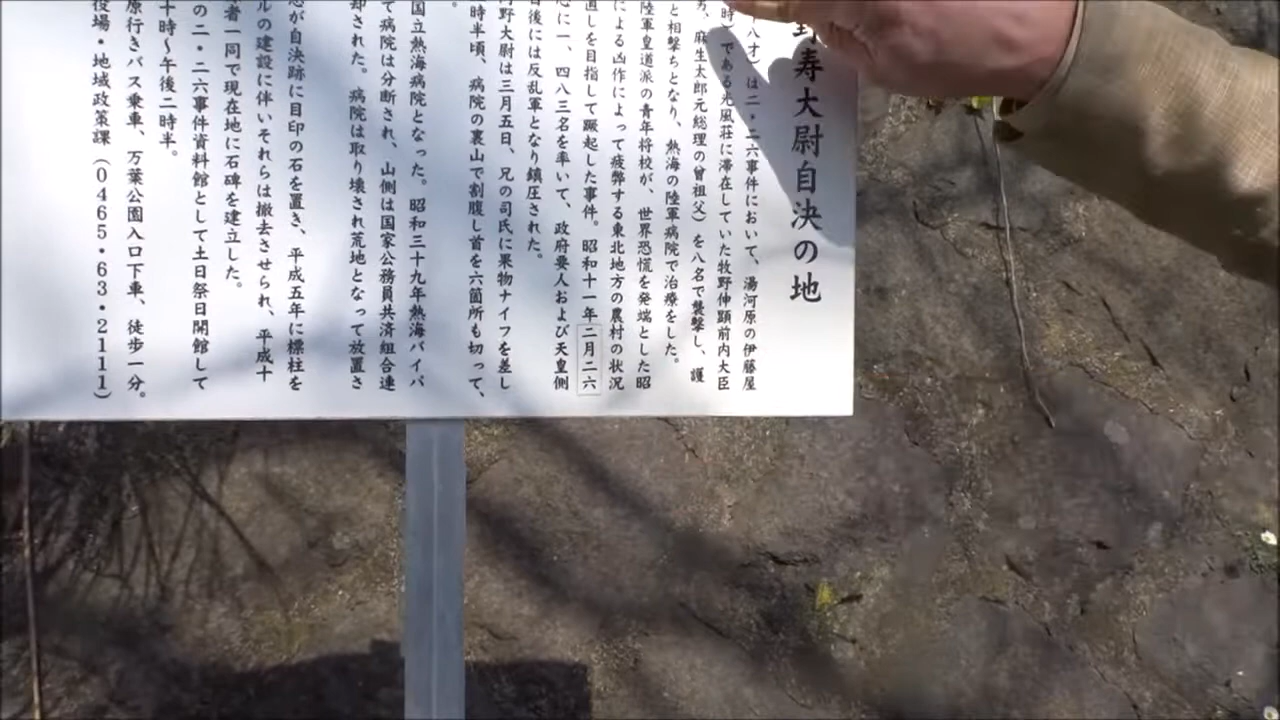 野寿大尉自決の地
八才）は二・二六事件において、湯河原の伊藤屋
時）である光風荘に滞在していた牧野伸顕前内大臣
麻生太郎元総理の曾祖父）を八名で襲撃し、護
と相撃ちとなり、熱海の陸軍病院で治療をした。
陸軍皇道派の青年将校が、世界恐慌を発端とした昭
による凶作によって疲弊する東北地方の農村の状況
直しを目指して蹶起した事件。昭和十一年二月二六
心に一、四八三名を率いて、政府要人および天皇側
日後には反乱軍となり鎮圧された。
河野大尉は三月五日、兄の司氏に果物ナイフを差し
時半頃、病院の裏山で割腹し首を六箇所も切って、
。
国立熱海病院となった。昭和三十九年熱海バイパ
て病院は分断され、山側は国家公務員共済組合連
却された。病院は取り壊され荒地となって放置さ
が自決跡に目印の石を置き、平成五年に標柱を
ルの建設に伴いそれらは撤去させられ、平成十
者一同で現在地に石碑を建立した。
の二・二六事件資料館として土日祭日開館して
十時～午後二時半。
原行きバス乗車、万葉公園入口下車、徒歩一分。
役場・地域政策課（0465・63・2111）